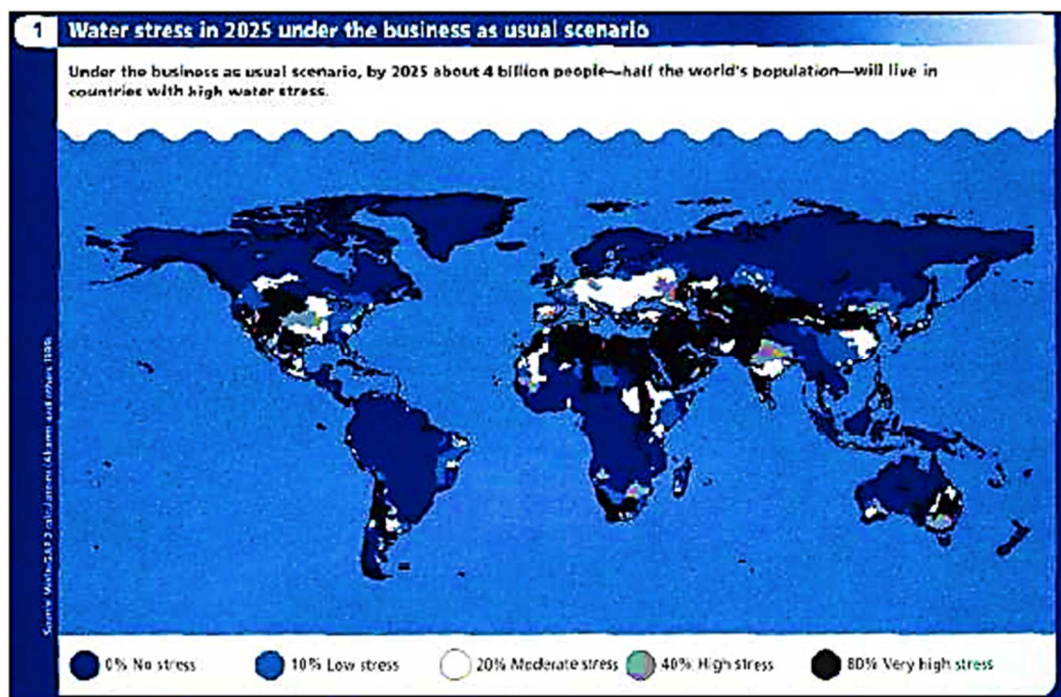 1 Water stress in 2025 under the business as usual scenario
Under the business as usual scenario, by 2025 about 4 billion people—half the world's population—will live in
countries with high water stress.
0% No stress 10% Low stress 20% Moderate stress 40% High stress 80% Very high stress